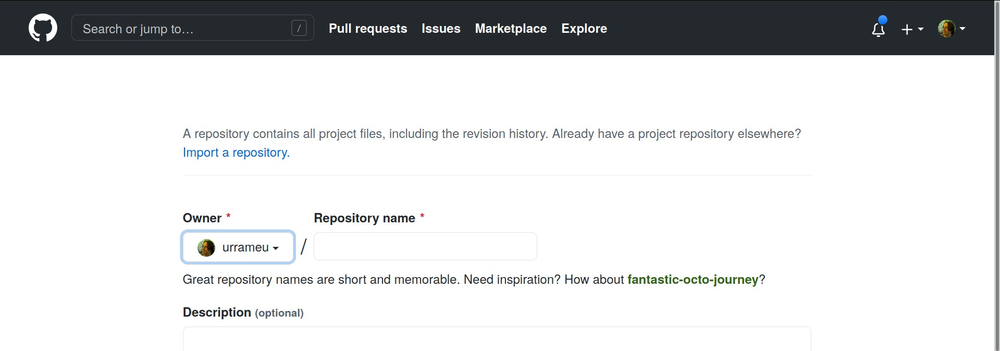 Search or jump to… /
Pull requests Issues Marketplace Explore
A repository contains all project files, including the revision history. Already have a project repository elsewhere?
Import a repository.
Owner * Repository name *
urrameu /
Great repository names are short and memorable. Need inspiration? How about fantastic-octo-journey?
Description (optional)